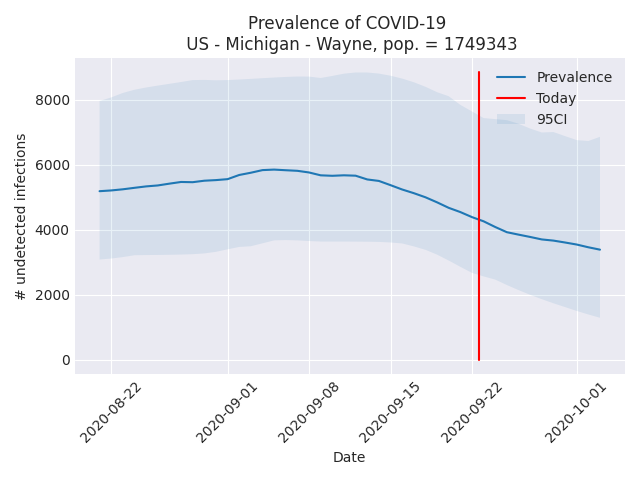 Prevalence of COVID-19
US - Michigan - Wayne, pop. = 1749343
Prevalence
Today
95CI
# undetected infections
8000
6000
4000
2000
0
2020-08-22
2020-09-01
2020-09-08
2020-09-15
2020-09-22
2020-10-01
Date